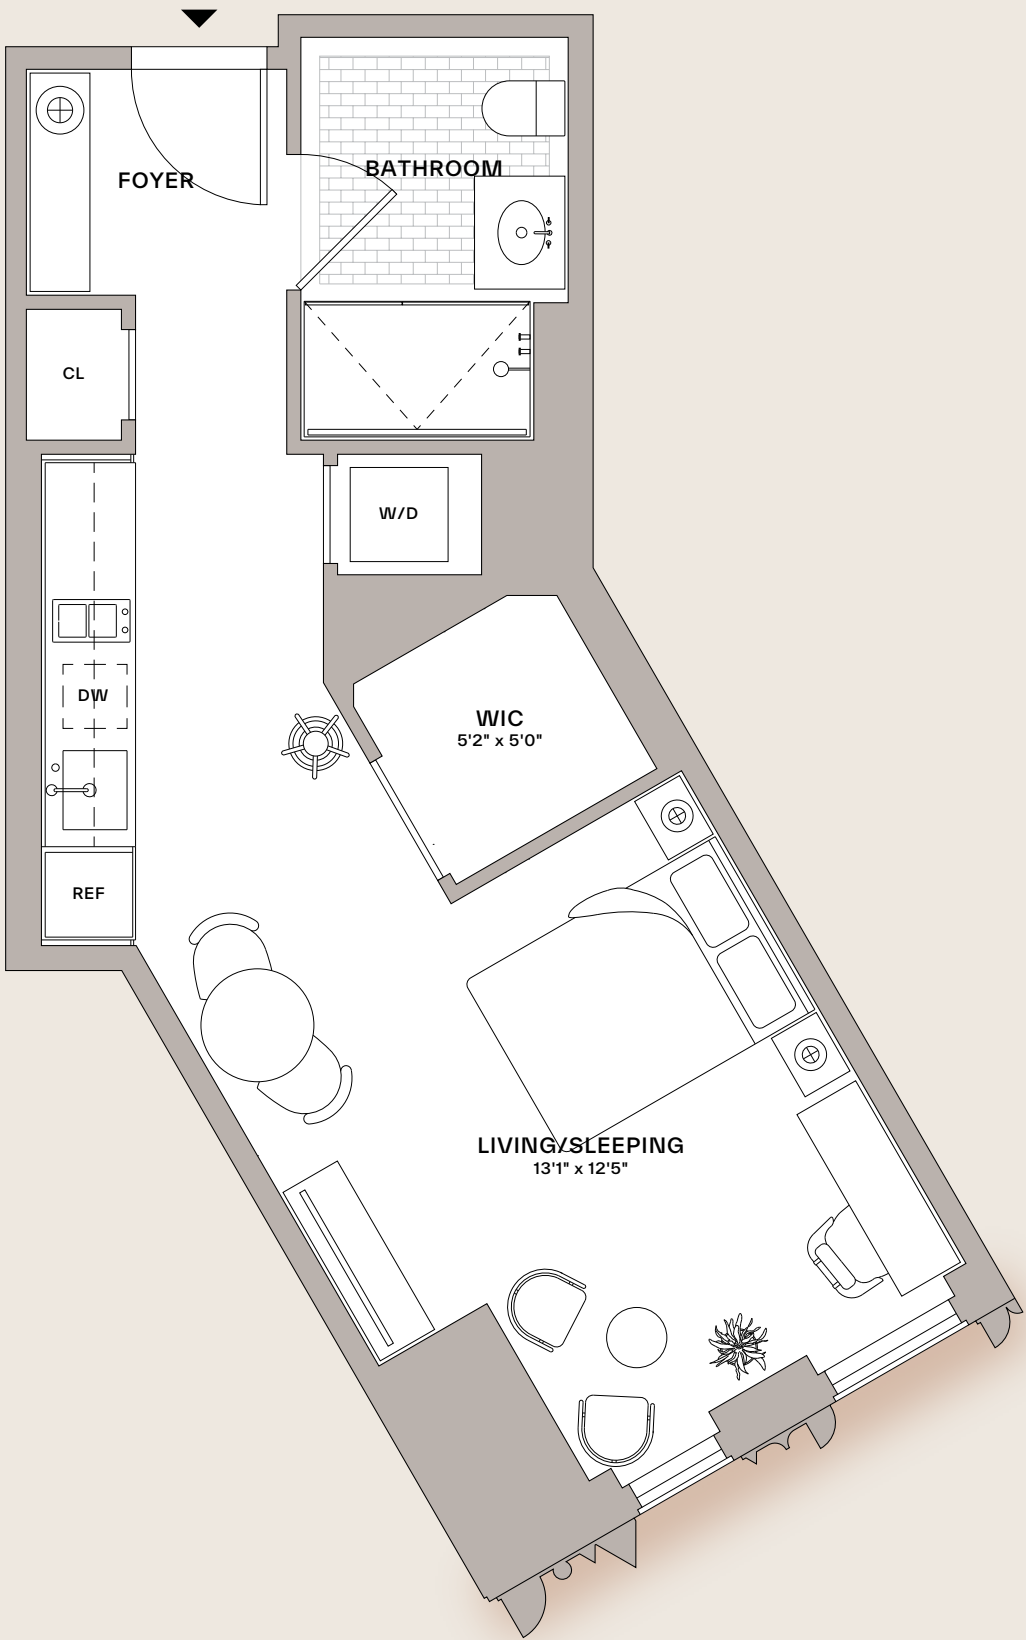 FOYER
BATHROOM
CL
W/D
DW
WIC
5'2" x 5'0"
REF
LIVING/SLEEPING
13'1" x 12'5"